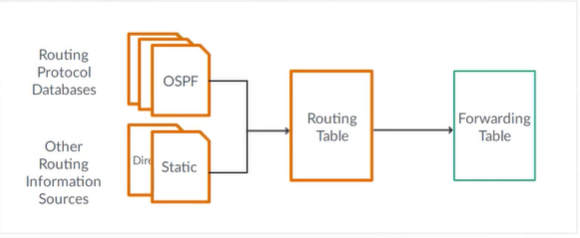 Routing
Protocol
Databases
OSPF
Other
Routing
Information
Sources
Dire
Static
Routing
Table
Forwarding
Table